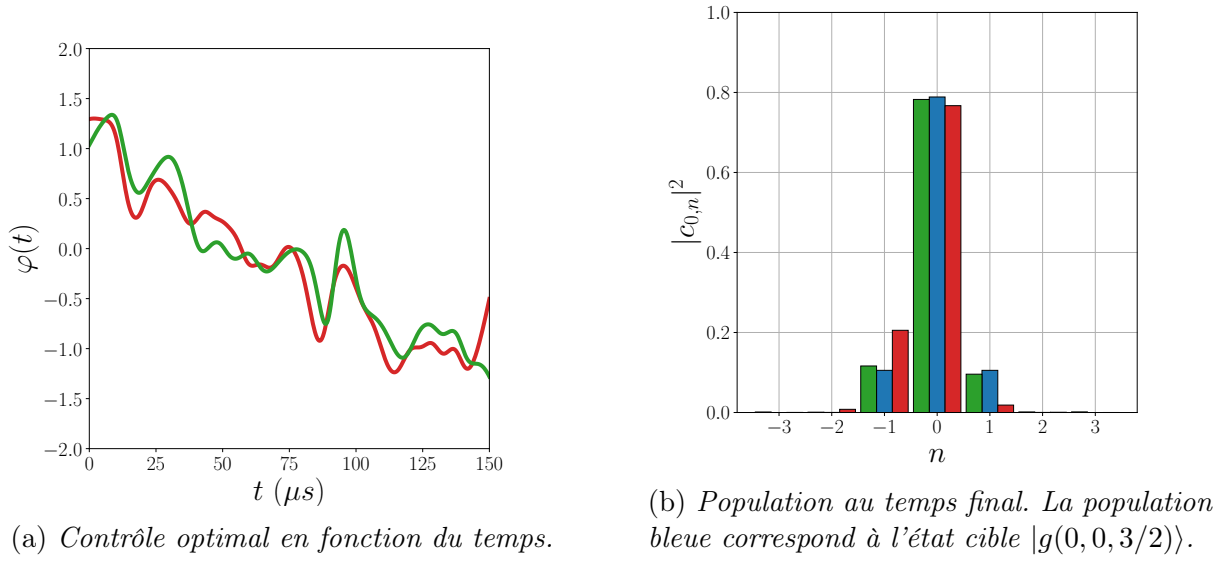 2.0
1.5
1.0
0.5
0.0
−0.5
−1.0
−1.5
−2.0
φ(t)
0 25 50 75 100 125 150
t (μs)
(a) Contrôle optimal en fonction du temps.
1.0
0.8
0.6
0.4
0.2
0.0
|c₀,ₙ|²
−3 −2 −1 0 1 2 3
n
(b) Population au temps final. La population
bleue correspond à l'état cible |g(0, 0, 3/2)⟩.